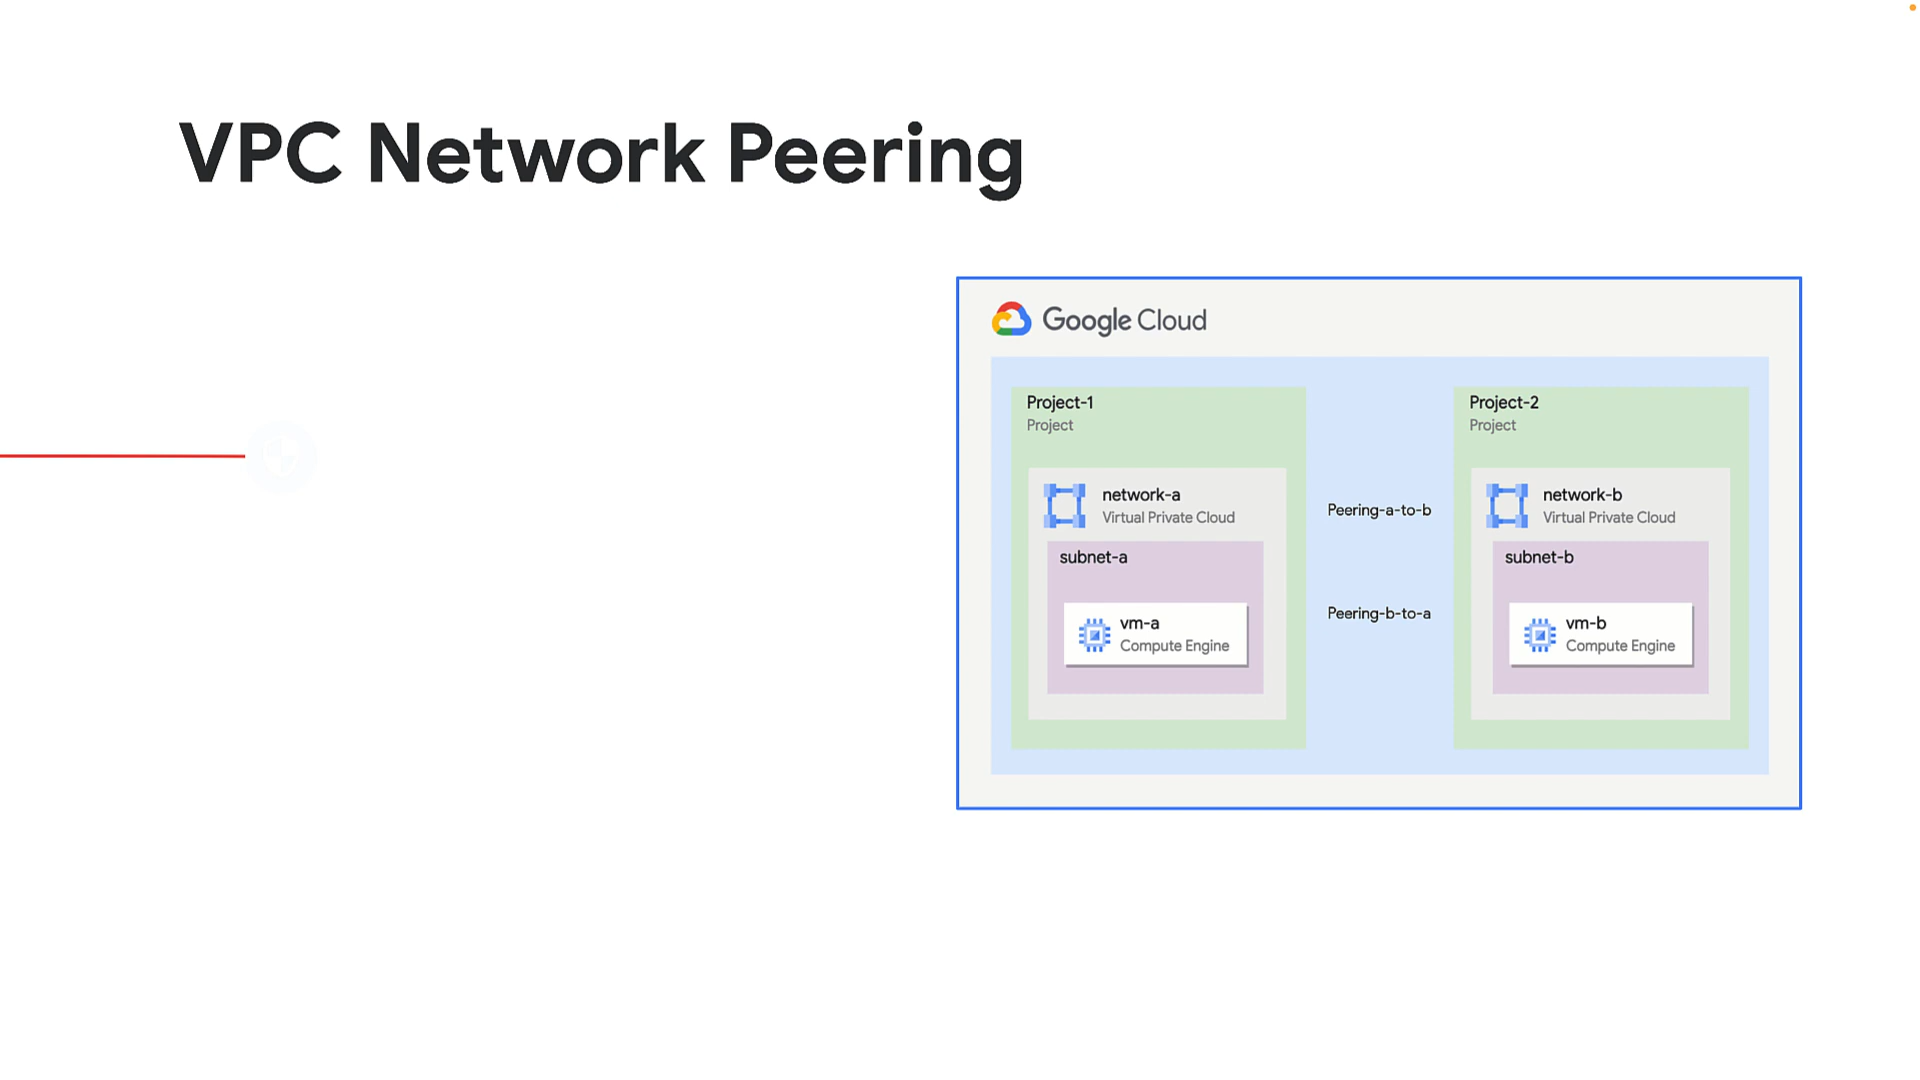 VPC Network Peering
Google Cloud
Project-1
Project
network-a
Virtual Private Cloud
subnet-a
vm-a
Compute Engine
Peering-a-to-b
Peering-b-to-a
Project-2
Project
network-b
Virtual Private Cloud
subnet-b
vm-b
Compute Engine